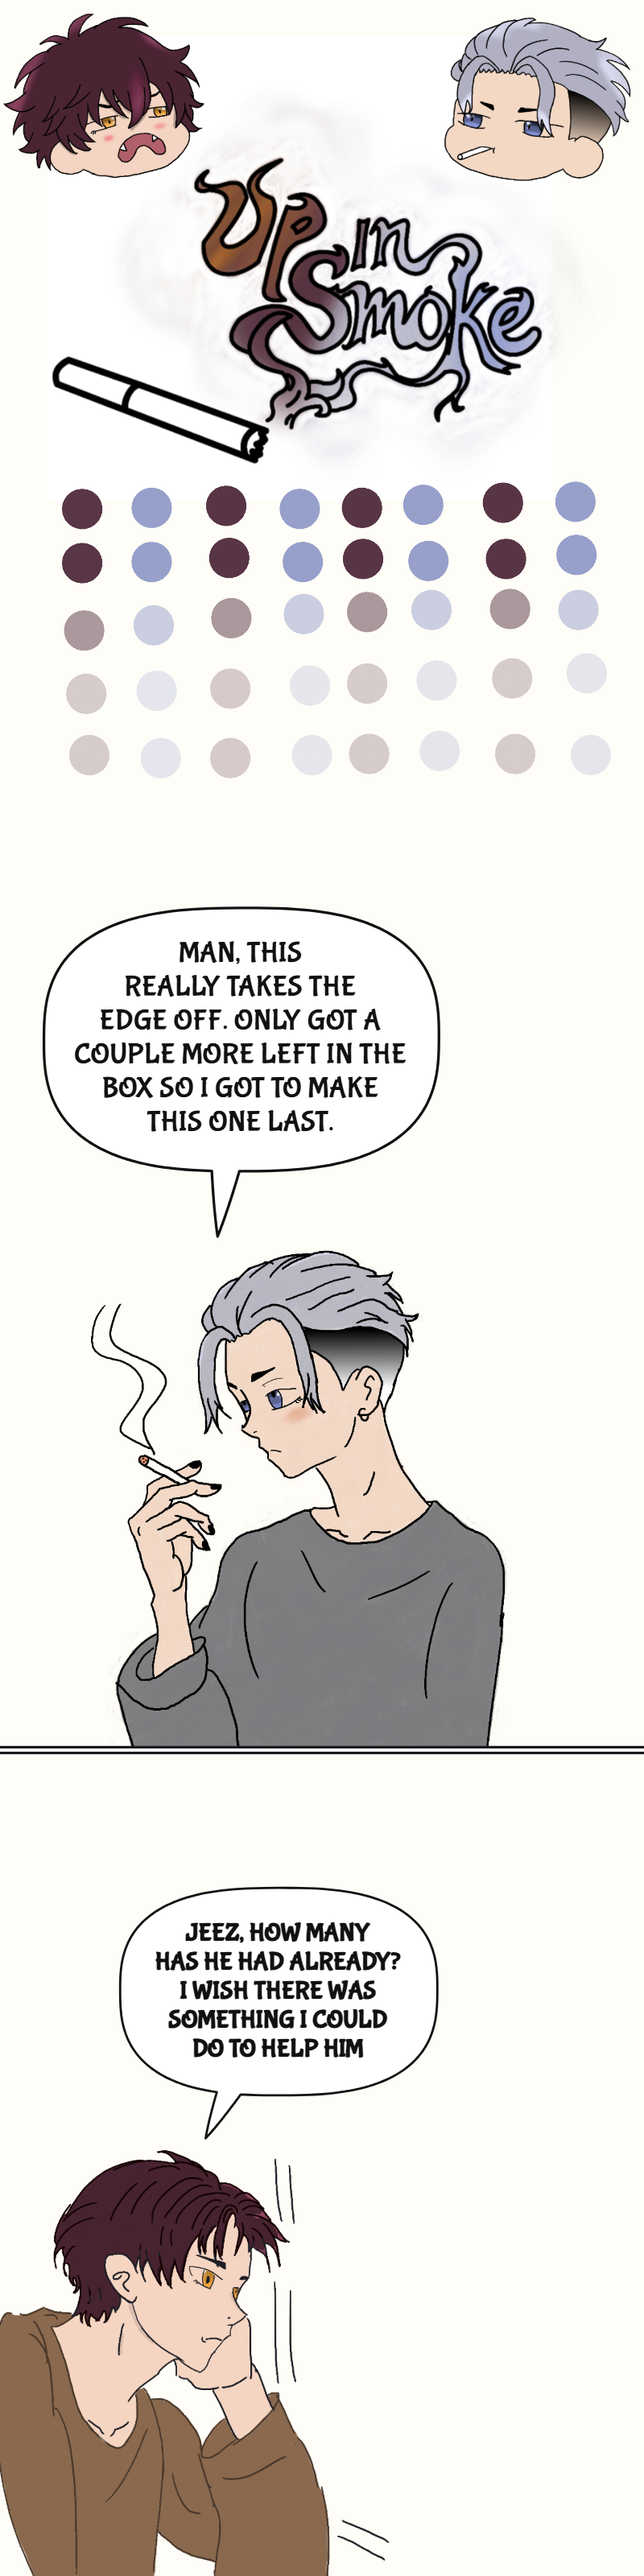 Up in
Smoke
MAN, THIS
REALLY TAKES THE
EDGE OFF. ONLY GOT A
COUPLE MORE LEFT IN THE
BOX SO I GOT TO MAKE
THIS ONE LAST.
JEEZ, HOW MANY
HAS HE HAD ALREADY?
I WISH THERE WAS
SOMETHING I COULD
DO TO HELP HIM